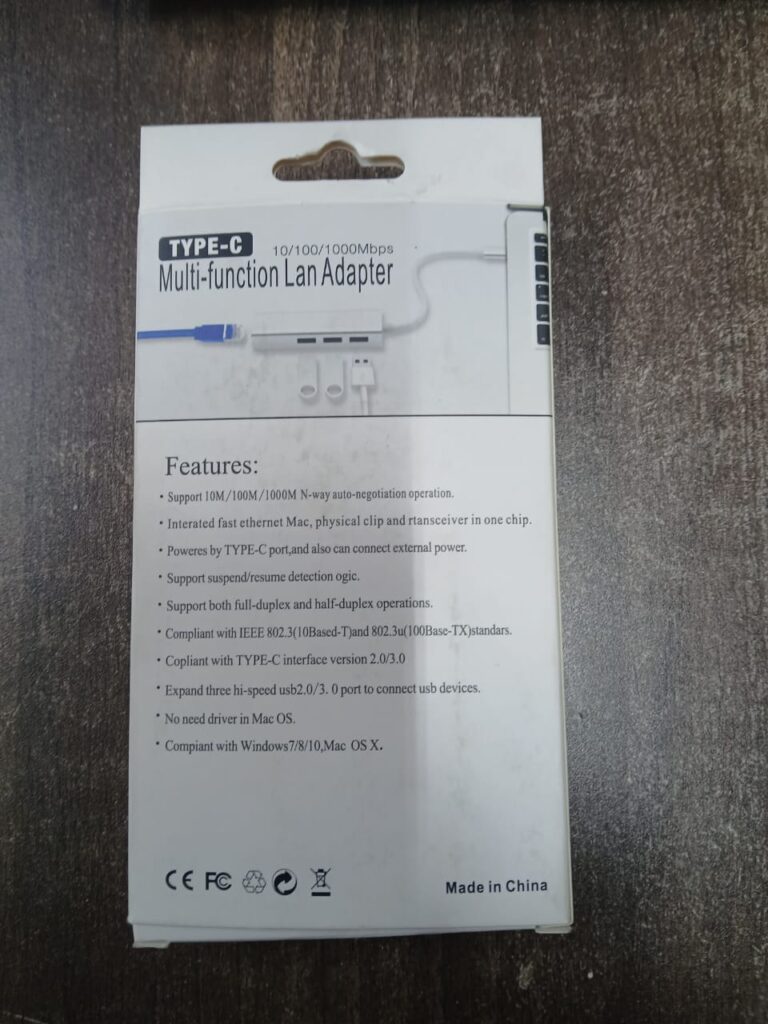 TYPE-C 10/100/1000Mbps
Multi-function Lan Adapter
Features:
• Support 10M/100M/1000M N-way auto-negotiation operation.
• Interated fast ethernet Mac, physical clip and rtansceiver in one chip.
• Poweres by TYPE-C port,and also can connect external power.
• Support suspend/resume detection ogic.
• Support both full-duplex and half-duplex operations.
• Compliant with IEEE 802.3(10Based-T)and 802.3u(100Base-TX)standars.
• Copliant with TYPE-C interface version 2.0/3.0
• Expand three hi-speed usb2.0/3. 0 port to connect usb devices.
• No need driver in Mac OS.
• Compiant with Windows7/8/10,Mac OS X.
CE FC Made in China